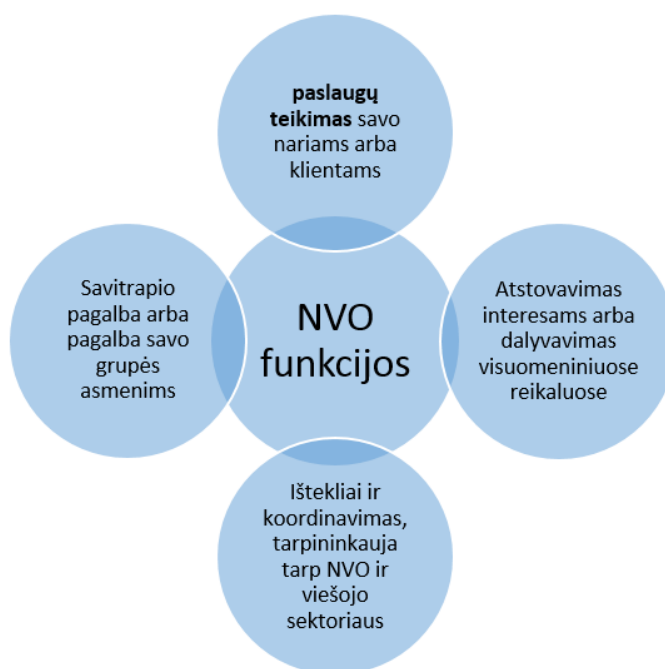 paslaugų
teikimas savo
nariams arba
klientams
Savitrapio
pagalba arba
pagalba savo
grupės
asmenims
NVO
funkcijos
Atstovavimas
interesams arba
dalyvavimas
visuomeniniuose
reikaluose
Ištekliai ir
koordinavimas,
tarpininkauja
tarp NVO ir
viešojo
sektoriaus